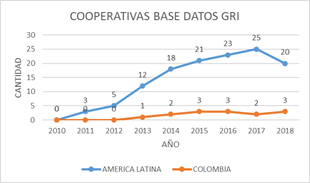 COOPERATIVAS BASE DATOS GRI
CANTIDAD
30
25
20
15
10
5
0
0 3 5 12 18 21 23 25 20
0 0 0 1 2 3 3 2 3
2010 2011 2012 2013 2014 2015 2016 2017 2018
AÑO
AMERICA LATINA COLOMBIA